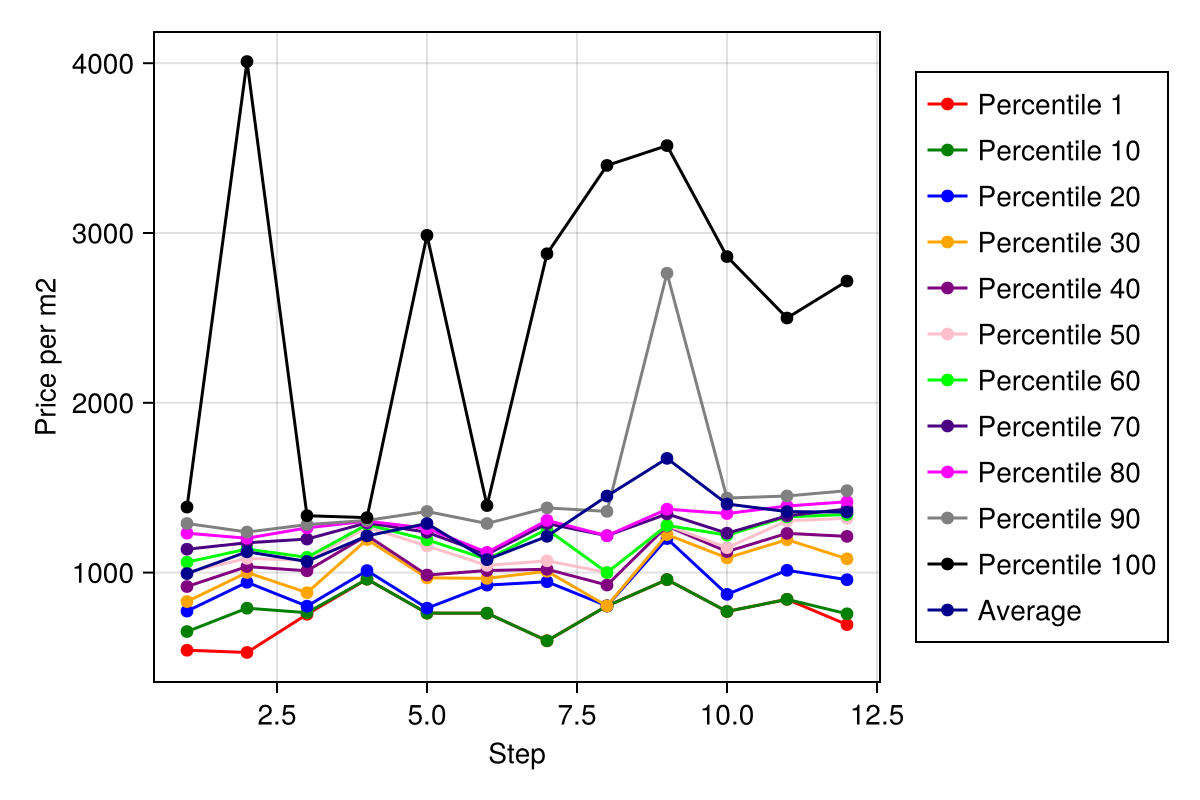 4000
3000
2000
1000
Price per m2
2.5
5.0
7.5
10.0
12.5
Step
Percentile 1
Percentile 10
Percentile 20
Percentile 30
Percentile 40
Percentile 50
Percentile 60
Percentile 70
Percentile 80
Percentile 90
Percentile 100
Average